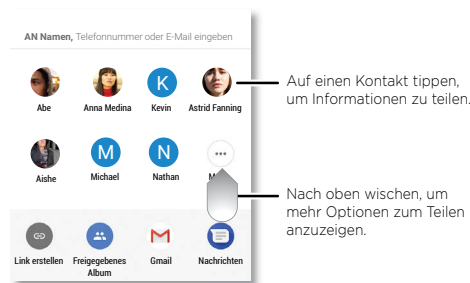 AN Namen, Telefonnummer oder E-Mail eingeben
K
Abe Anna Medina Kevin Astrid Fanning
Auf einen Kontakt tippen,
um Informationen zu teilen.
M N
Aishe Michael Nathan
Nach oben wischen, um
mehr Optionen zum Teilen
anzuzeigen.
Link erstellen Freigegebenes Gmail Nachrichten
Album